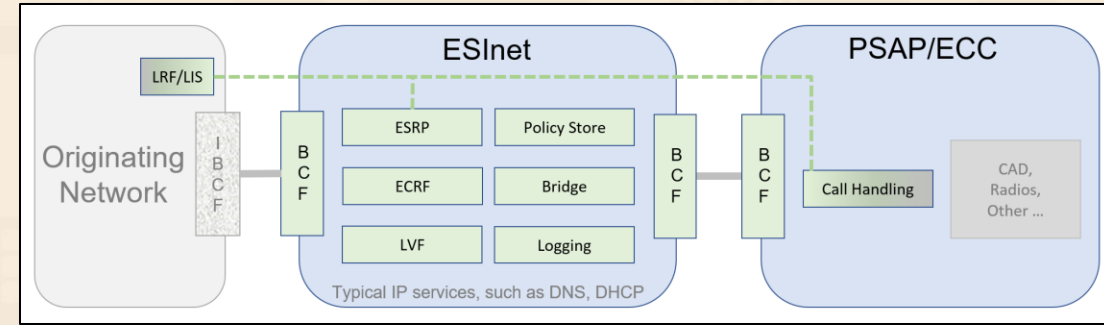 ESInet
PSAP/ECC
LRF/LIS
Originating
Network
I
B
C
F
B
C
F
ESRP
Policy Store
ECRF
Bridge
LVF
Logging
Typical IP services, such as DNS, DHCP
B
C
F
B
C
F
Call Handling
CAD,
Radios,
Other ...